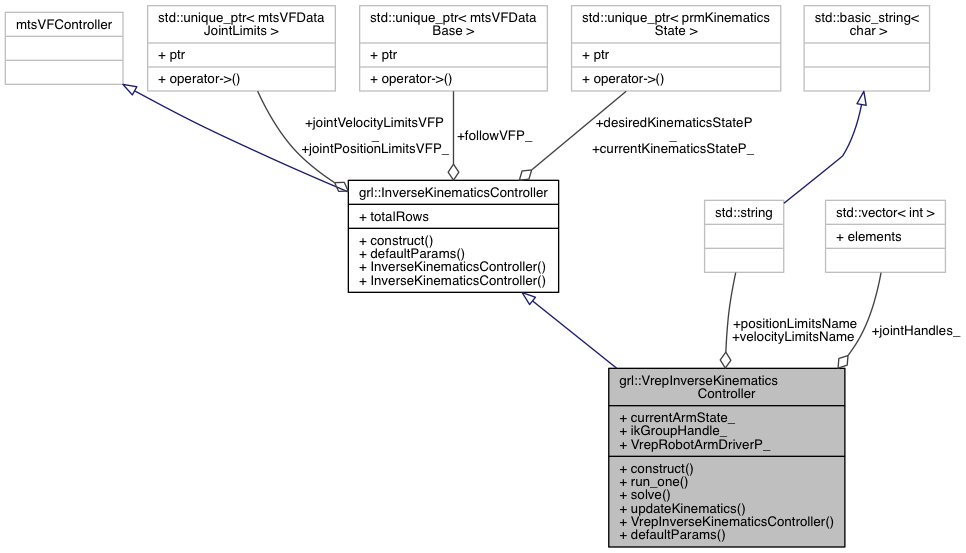 mtsVFController
std::unique_ptr< mtsVFData
JointLimits >
+ ptr
+ operator->()
std::unique_ptr< mtsVFData
Base >
+ ptr
+ operator->()
std::unique_ptr< prmKinematics
State >
+ ptr
+ operator->()
std::basic_string<
char >
+jointVelocityLimitsVFP
_
+jointPositionLimitsVFP_
+followVFP_
+desiredKinematicsStateP
_
+currentKinematicsStateP_
grl::InverseKinematicsController
+ totalRows
+ construct()
+ defaultParams()
+ InverseKinematicsController()
+ InverseKinematicsController()
std::string
std::vector< int >
+ elements
+positionLimitsName
+velocityLimitsName
+jointHandles_
grl::VrepInverseKinematics
Controller
+ currentArmState_
+ ikGroupHandle_
+ VrepRobotArmDriverP_
+ construct()
+ run_one()
+ solve()
+ updateKinematics()
+ VrepInverseKinematicsController()
+ defaultParams()